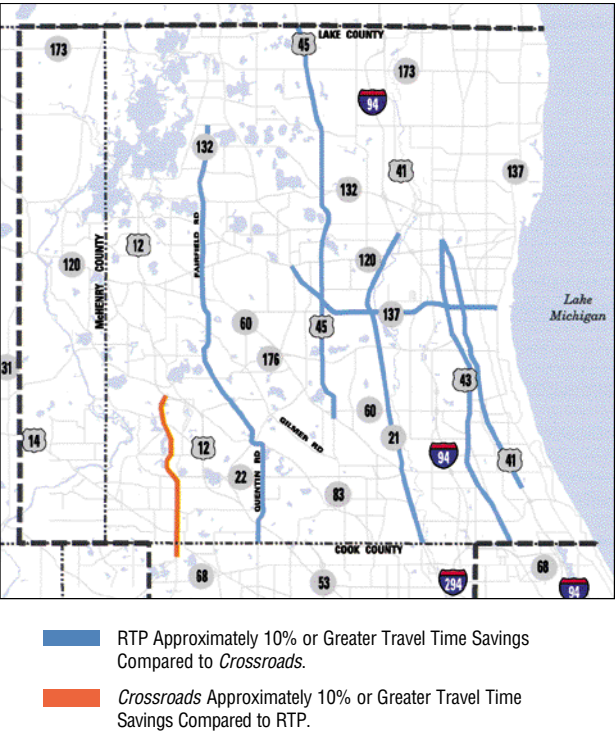 173
45
LAKE COUNTY
173
94
132
41
132
137
FAIRFIELD RD
12
120
McHENRY COUNTY
120
Lake
Michigan
60
45
137
176
31
43
60
GILMER RD
21
14
12
94
41
22
QUENTIN RD
83
COOK COUNTY
68
53
294
68
94
RTP Approximately 10% or Greater Travel Time Savings
Compared to Crossroads.
Crossroads Approximately 10% or Greater Travel Time
Savings Compared to RTP.